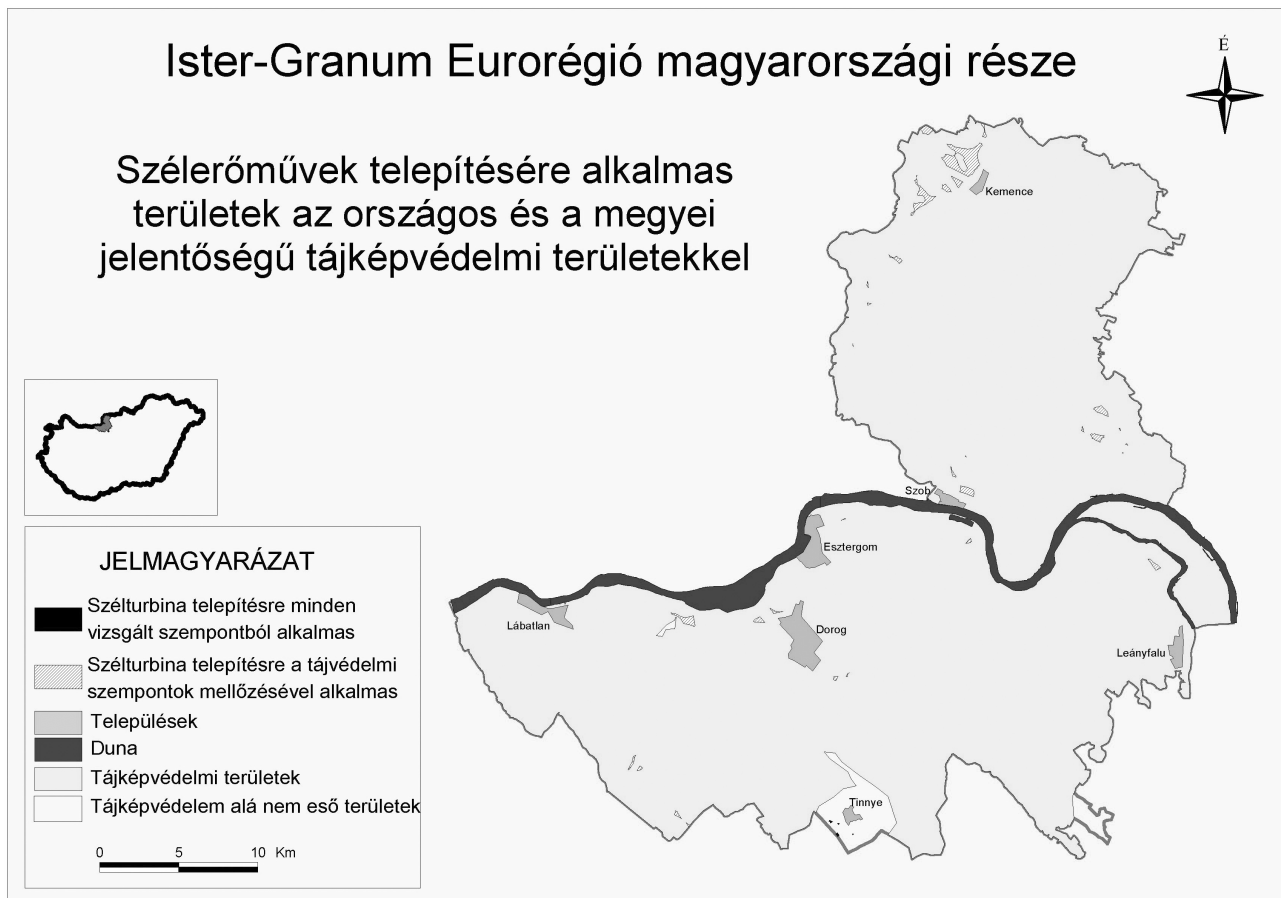 Ister-Granum Eurorégió magyarországi része
É
Szélerőművek telepítésére alkalmas
területek az országos és a megyei
jelentőségű tájképvédelmi területekkel
Kemence
Szob
Esztergom
Lábatlan
Dorog
Leányfalu
Tinnye
JELMAGYARÁZAT
Szélturbina telepítésre minden
vizsgált szempontból alkalmas
Szélturbina telepítésre a tájvédelmi
szempontok mellőzésével alkalmas
Települések
Duna
Tájképvédelmi területek
Tájképvédelem alá nem eső területek
0 5 10 Km